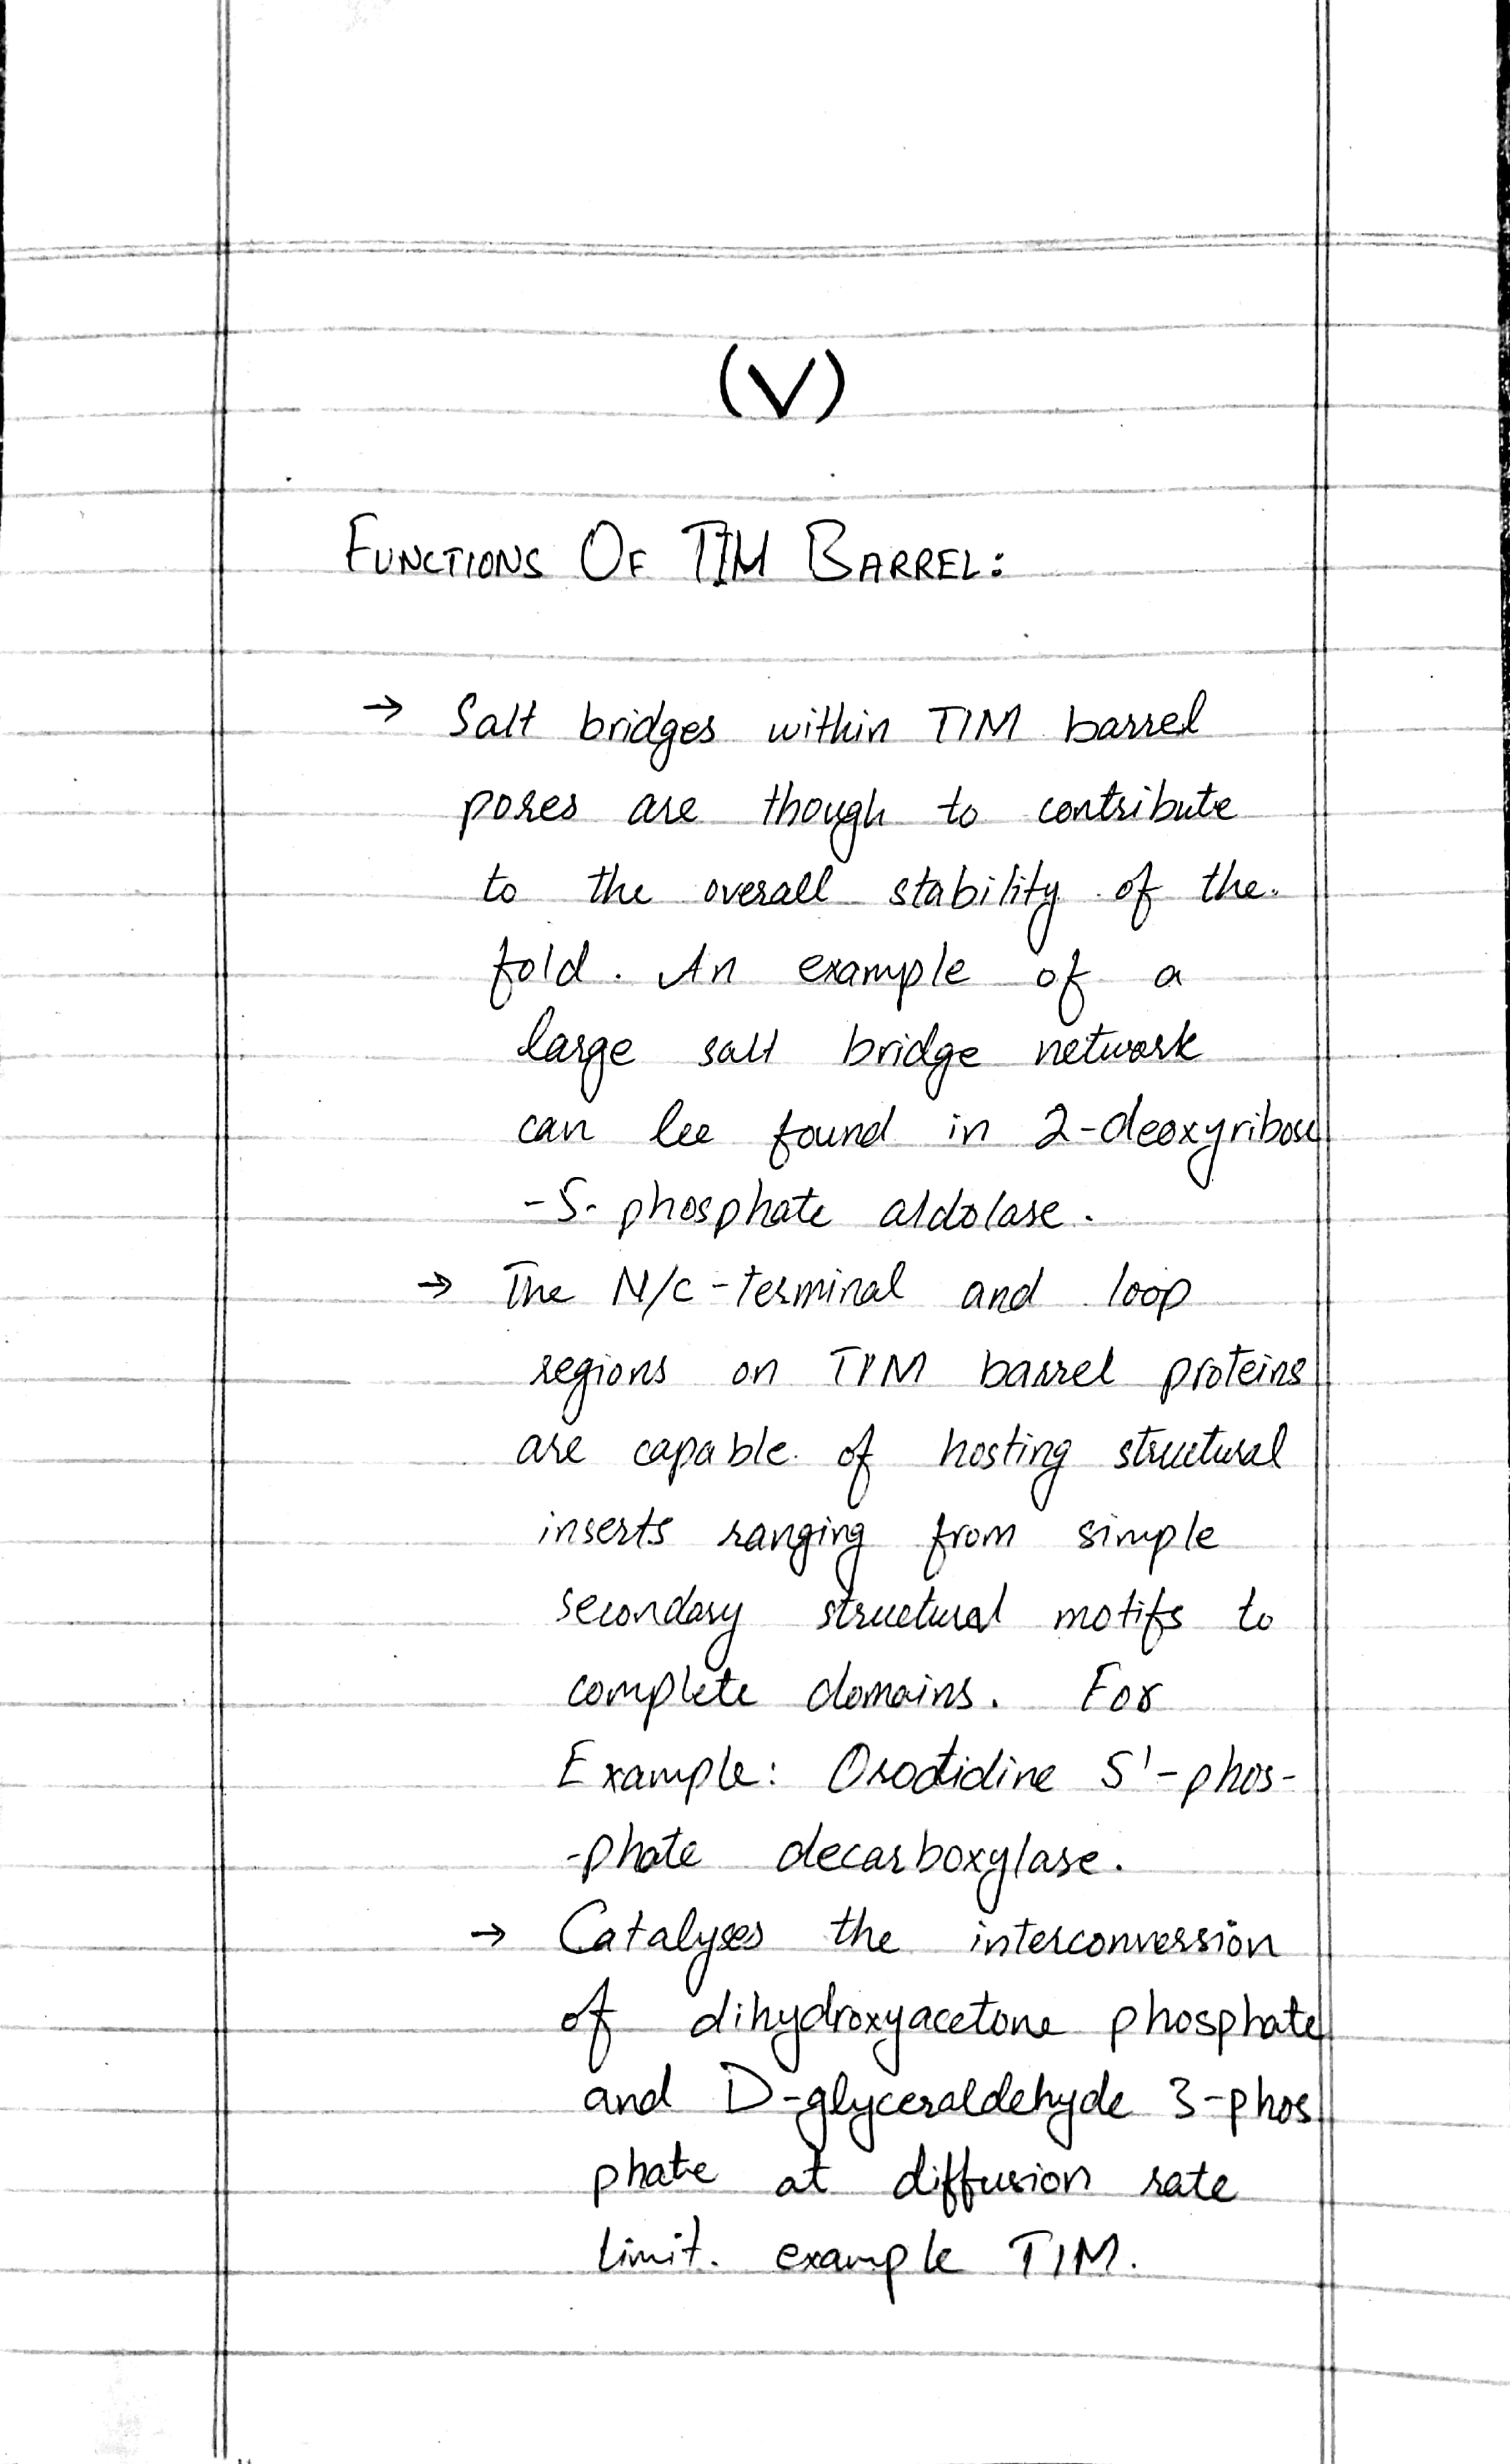 (V)
FUNCTIONS OF TIM BARREL:
→ Salt bridges within TIM barrel
pores are though to contribute
to the overall stability of the
fold. An example of a
large salt bridge network
can be found in 2-deoxyribose
-5- phosphate aldolase.
→ The N/C-terminal and loop
regions on TIM barrel proteins
are capable of hosting structural
inserts ranging from simple
secondary structural motifs to
complete domains. For
Example: Orodtidine 5'-phos-
-phate decarboxylase.
→ Catalyses the interconversion
of dihydroxyacetone phosphate
and D-glyceraldehyde 3-phos
phate at diffusion rate
limit. example TIM.